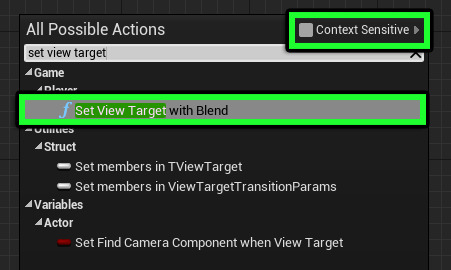 All Possible Actions
Context Sensitive
set view target
Game
Player
Set View Target with Blend
Utilities
Struct
Set members in TViewTarget
Set members in ViewTargetTransitionParams
Variables
Actor
Set Find Camera Component when View Target